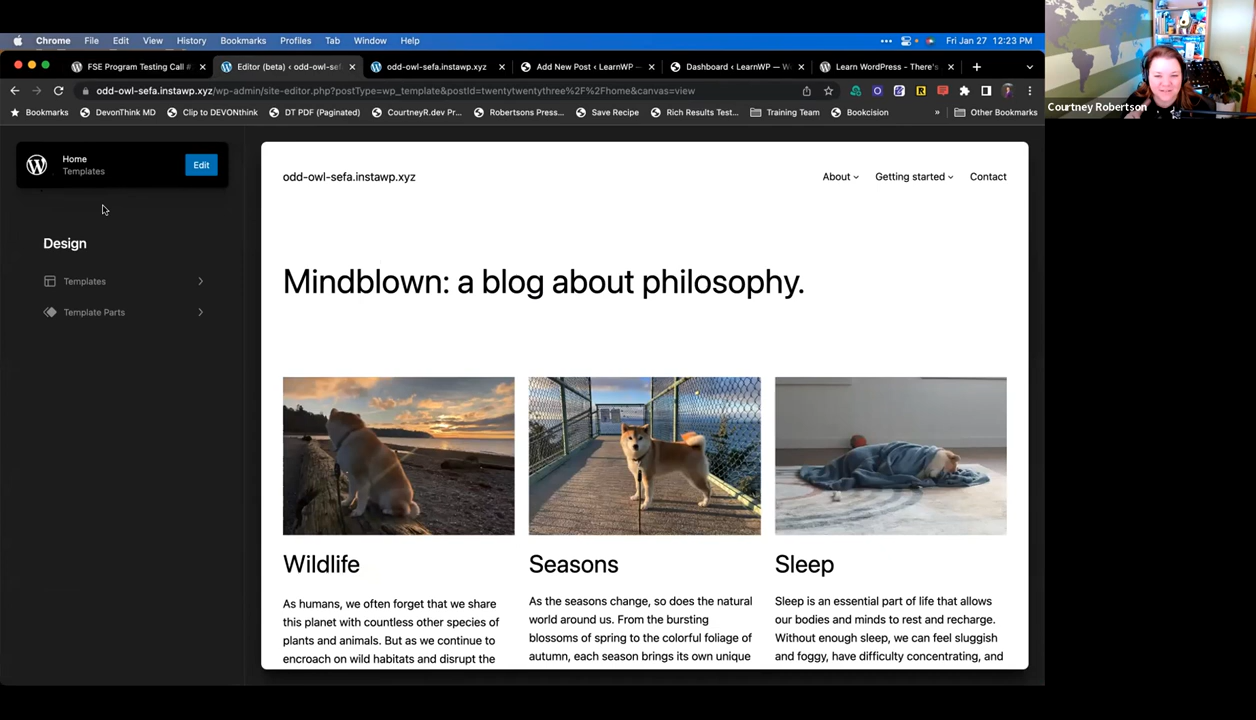 Chrome File Edit View History Bookmarks Profiles Tab Window Help
Fri Jan 27 12:23 PM
FSE Program Testing Call #
Editor (beta) ‹ odd-owl-sefa.ins
odd-owl-sefa.instawp.xyz
Add New Post ‹ LearnWP —
Dashboard ‹ LearnWP — W
Learn WordPress - There's
odd-owl-sefa.instawp.xyz/wp-admin/site-editor.php?postType=wp_template&postId=twentytwentythree%2F%2Fhome&canvas=view
Bookmarks
DevonThink MD
Clip to DEVONthink
DT PDF (Paginated)
CourtneyR.dev Pr...
Robertsons Press...
Save Recipe
Rich Results Test...
Training Team
Bookcision
»
Other Bookmarks
Courtney Robertson
Home
Templates
Edit
Design
Templates
Template Parts
odd-owl-sefa.instawp.xyz
About
Getting started
Contact
Mindblown: a blog about philosophy.
Wildlife
As humans, we often forget that we share
this planet with countless other species of
plants and animals. But as we continue to
encroach on wild habitats and disrupt the
Seasons
As the seasons change, so does the natural
world around us. From the bursting
blossoms of spring to the colorful foliage of
autumn, each season brings its own unique
Sleep
Sleep is an essential part of life that allows
our bodies and minds to rest and recharge.
Without enough sleep, we can feel sluggish
and foggy, have difficulty concentrating, and